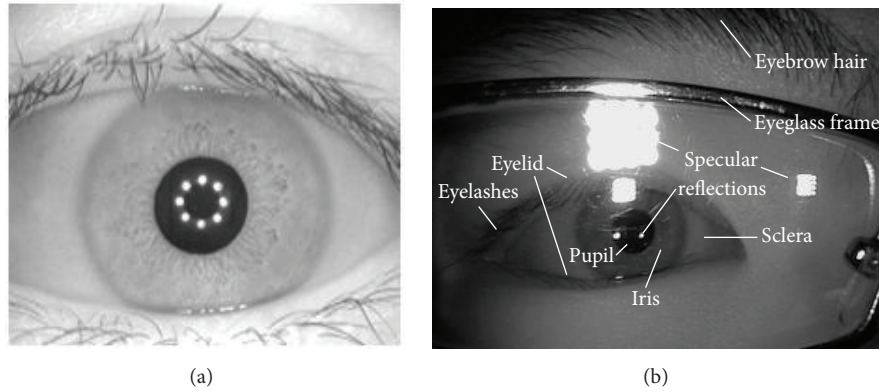 Eyebrow hair
Eyeglass frame
Specular
reflections
Eyelid
Eyelashes
Pupil
Iris
Sclera
(a)
(b)